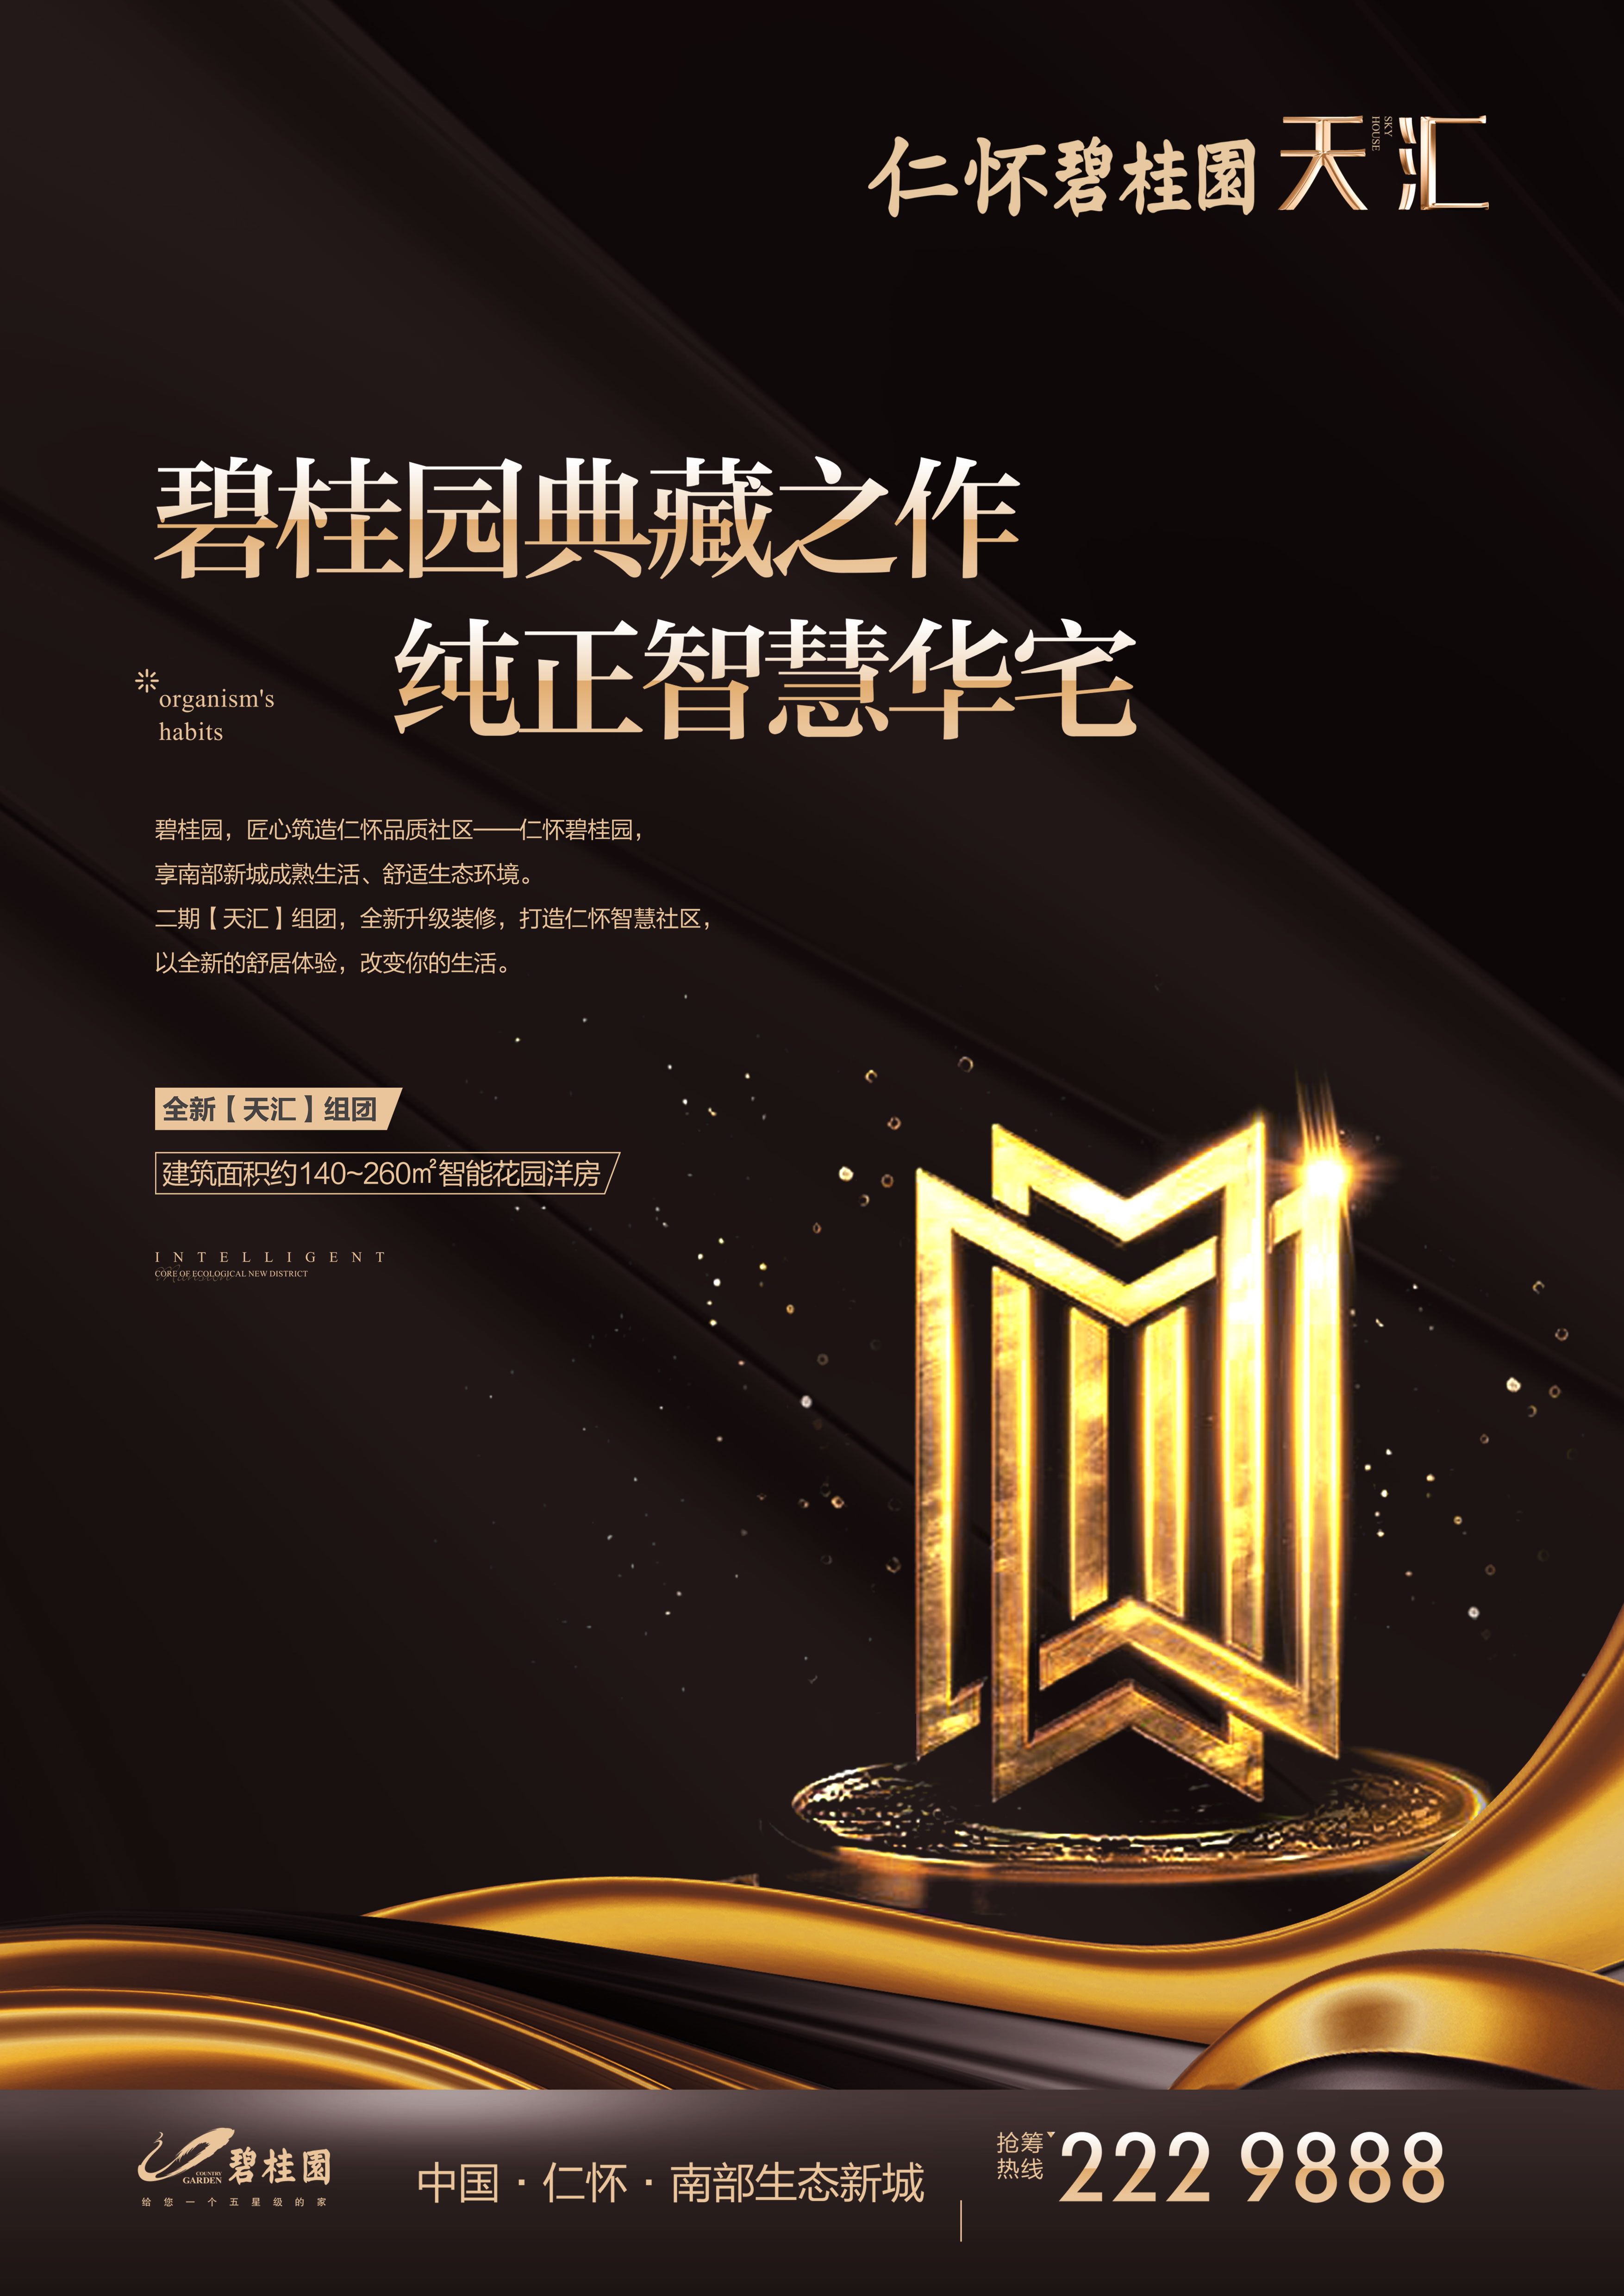 仁怀碧桂園 天汇
SKY
HOUSE
碧桂园典藏之作
纯正智慧华宅
organism's
habits
碧桂园，匠心筑造仁怀品质社区——仁怀碧桂园，
享南部新城成熟生活、舒适生态环境。
二期【天汇】组团，全新升级装修，打造仁怀智慧社区，
以全新的舒居体验，改变你的生活。
全新【天汇】组团
建筑面积约140~260㎡智能花园洋房
INTELLIGENT
CORE OF ECOLOGICAL NEW DISTRICT
Mansion
碧桂園
COUNTRY
GARDEN
给您一个五星级的家
中国·仁怀·南部生态新城
抢筹
热线
222 9888